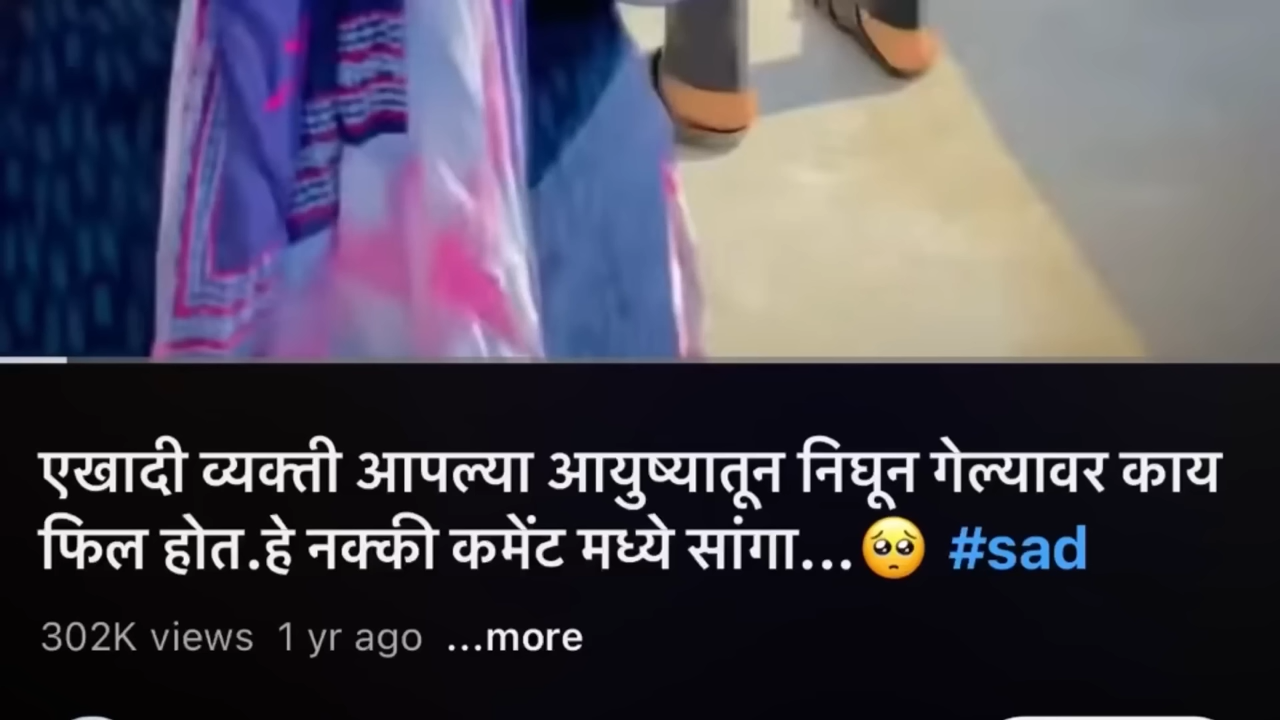 एखादी व्यक्ती आपल्या आयुष्यातून निघून गेल्यावर काय
फिल होत.हे नक्की कमेंट मध्ये सांगा...🥺 #sad
302K views 1 yr ago ...more